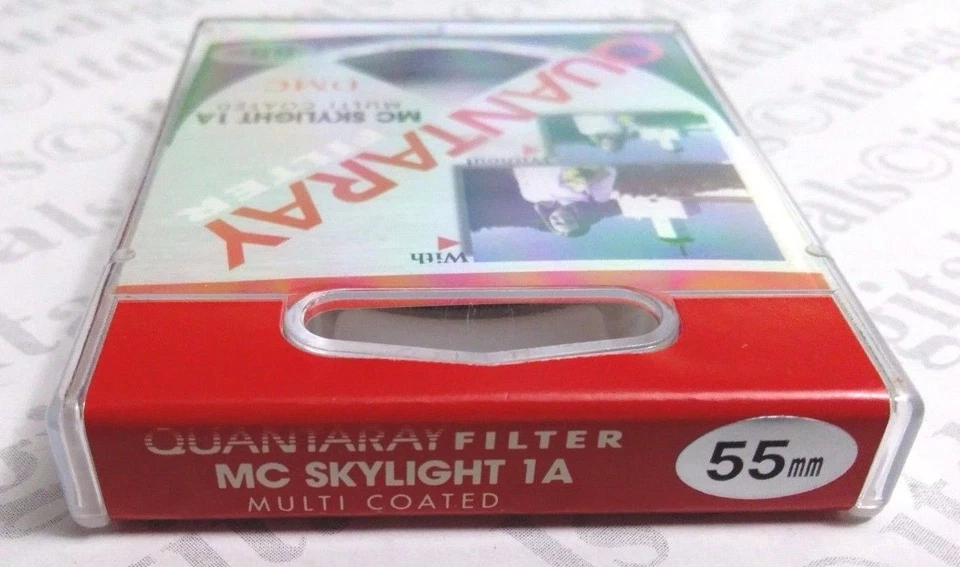 QUANTARAY
FILTER
DMC
MULTI COATED
MC SKYLIGHT 1A
Without
With
QUANTARAY FILTER
MC SKYLIGHT 1A
MULTI COATED
55mm